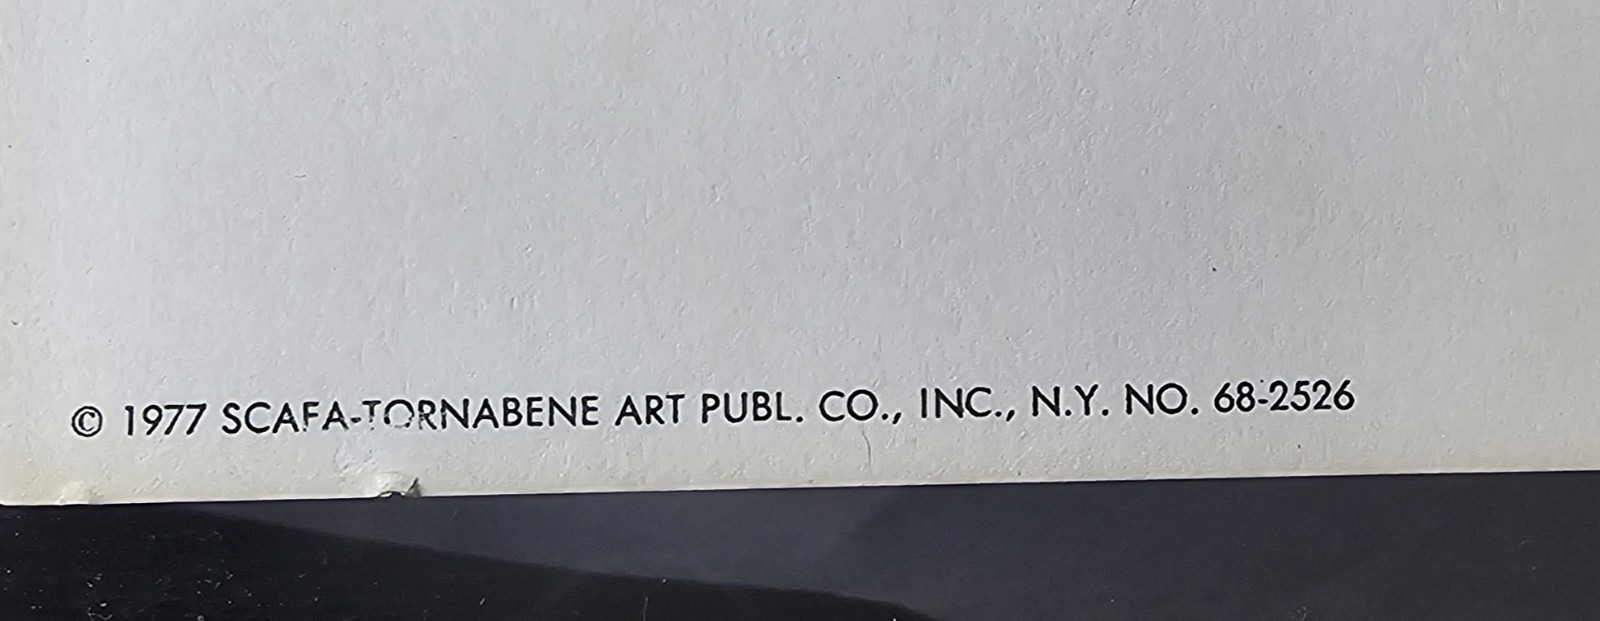 © 1977 SCAFA-TORNABENE ART PUBL. CO., INC., N.Y. NO. 68-2526